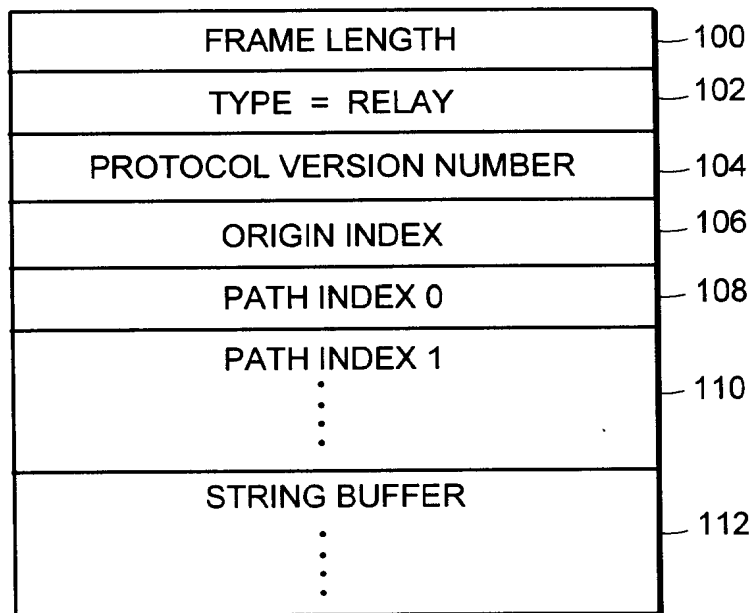 FRAME LENGTH 100
TYPE = RELAY 102
PROTOCOL VERSION NUMBER 104
ORIGIN INDEX 106
PATH INDEX 0 108
PATH INDEX 1
110
STRING BUFFER
112